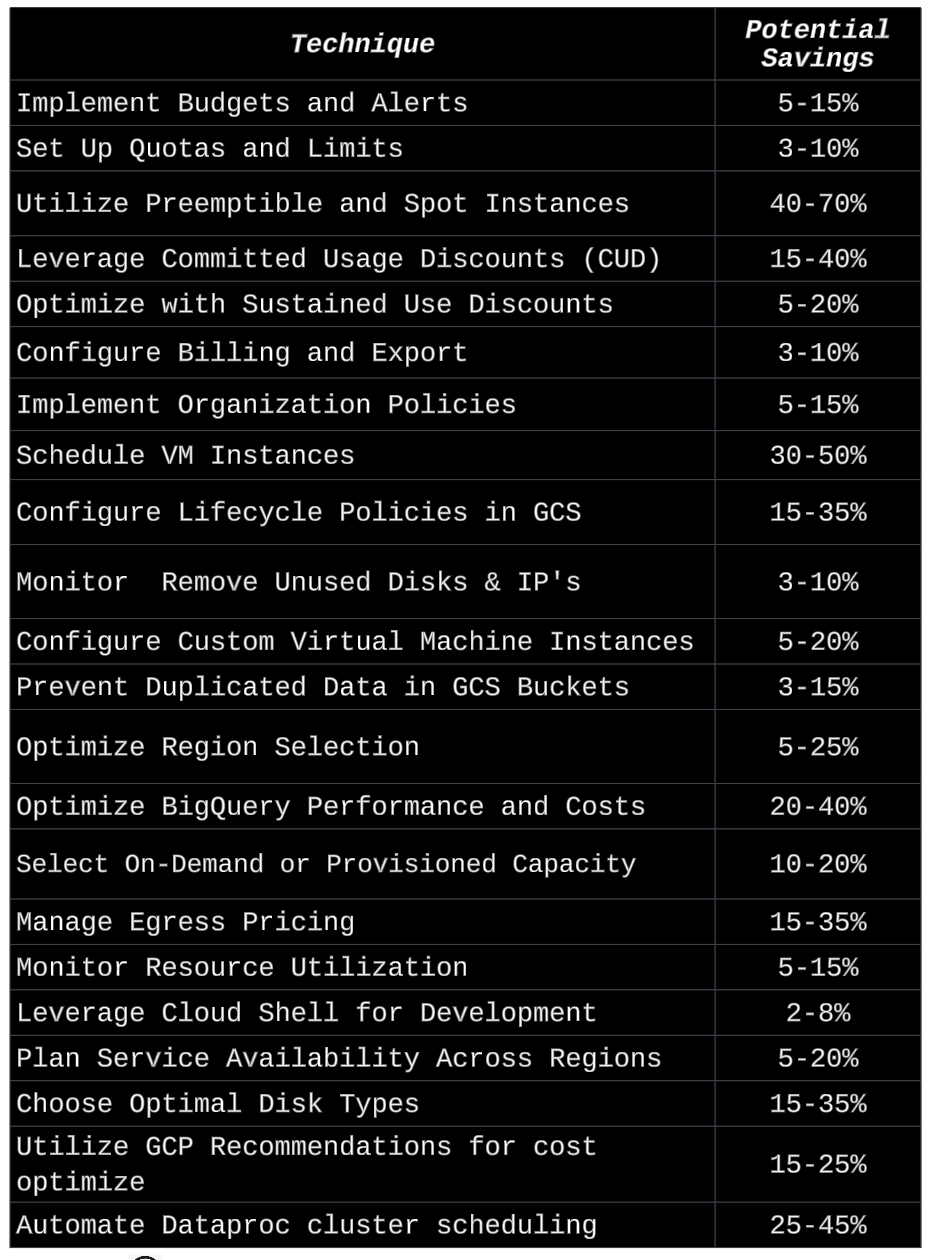 Technique
Potential
Savings
Implement Budgets and Alerts 5-15%
Set Up Quotas and Limits 3-10%
Utilize Preemptible and Spot Instances 40-70%
Leverage Committed Usage Discounts (CUD) 15-40%
Optimize with Sustained Use Discounts 5-20%
Configure Billing and Export 3-10%
Implement Organization Policies 5-15%
Schedule VM Instances 30-50%
Configure Lifecycle Policies in GCS 15-35%
Monitor  Remove Unused Disks & IP's 3-10%
Configure Custom Virtual Machine Instances 5-20%
Prevent Duplicated Data in GCS Buckets 3-15%
Optimize Region Selection 5-25%
Optimize BigQuery Performance and Costs 20-40%
Select On-Demand or Provisioned Capacity 10-20%
Manage Egress Pricing 15-35%
Monitor Resource Utilization 5-15%
Leverage Cloud Shell for Development 2-8%
Plan Service Availability Across Regions 5-20%
Choose Optimal Disk Types 15-35%
Utilize GCP Recommendations for cost
optimize 15-25%
Automate Dataproc cluster scheduling 25-45%